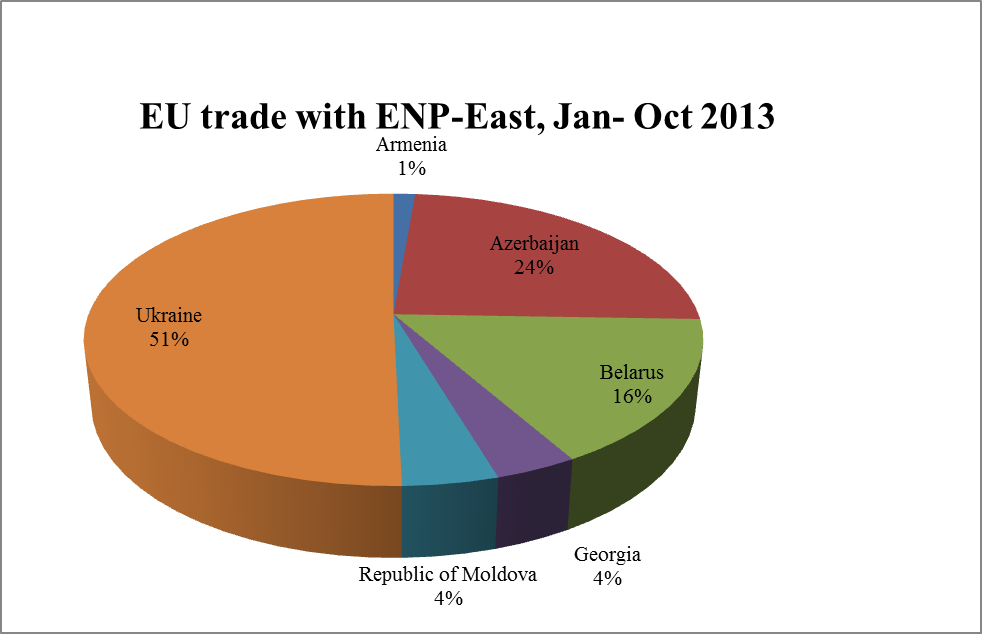 EU trade with ENP-East, Jan- Oct 2013
Armenia
1%
Azerbaijan
24%
Ukraine
51%
Belarus
16%
Georgia
4%
Republic of Moldova
4%